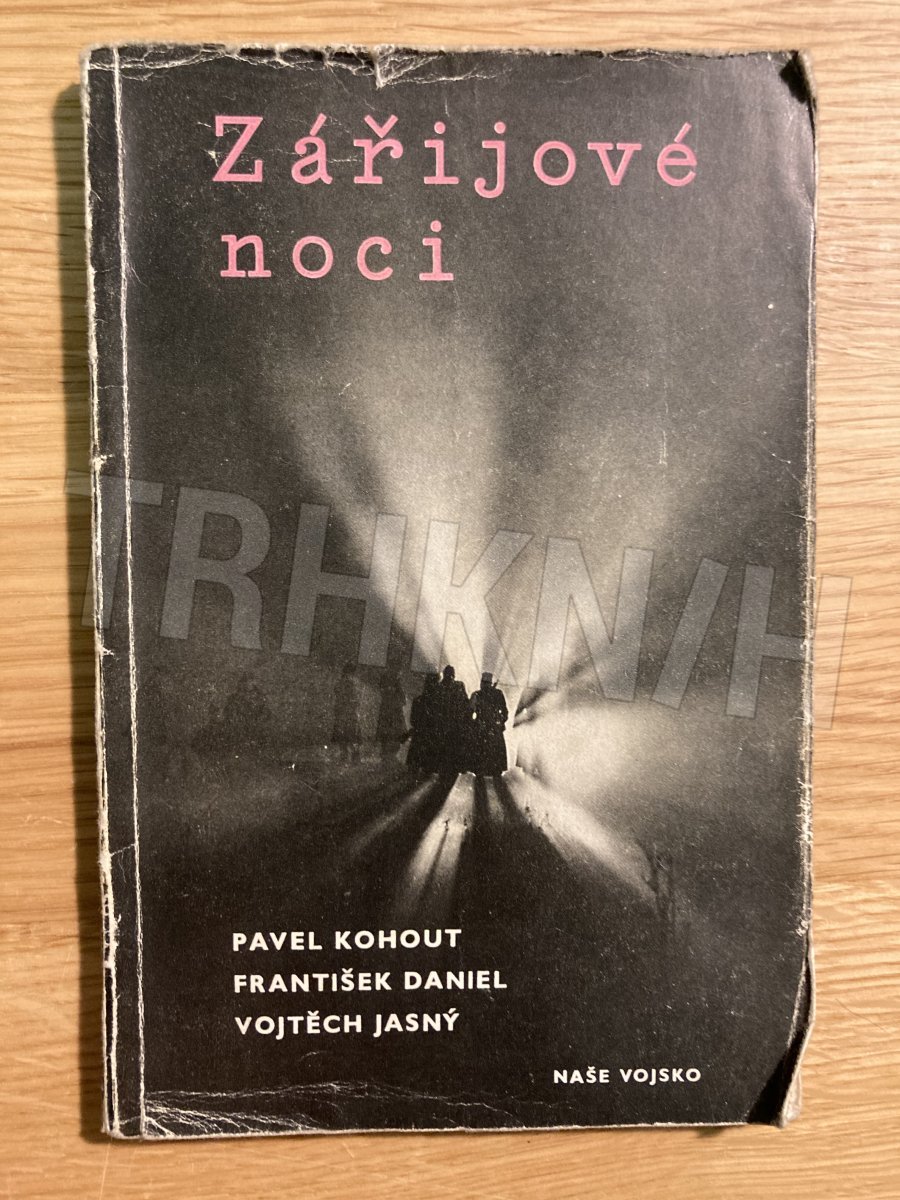 Zářijové
noci
TRHKNIH
PAVEL KOHOUT
FRANTIŠEK DANIEL
VOJTĚCH JASNÝ
NAŠE VOJSKO